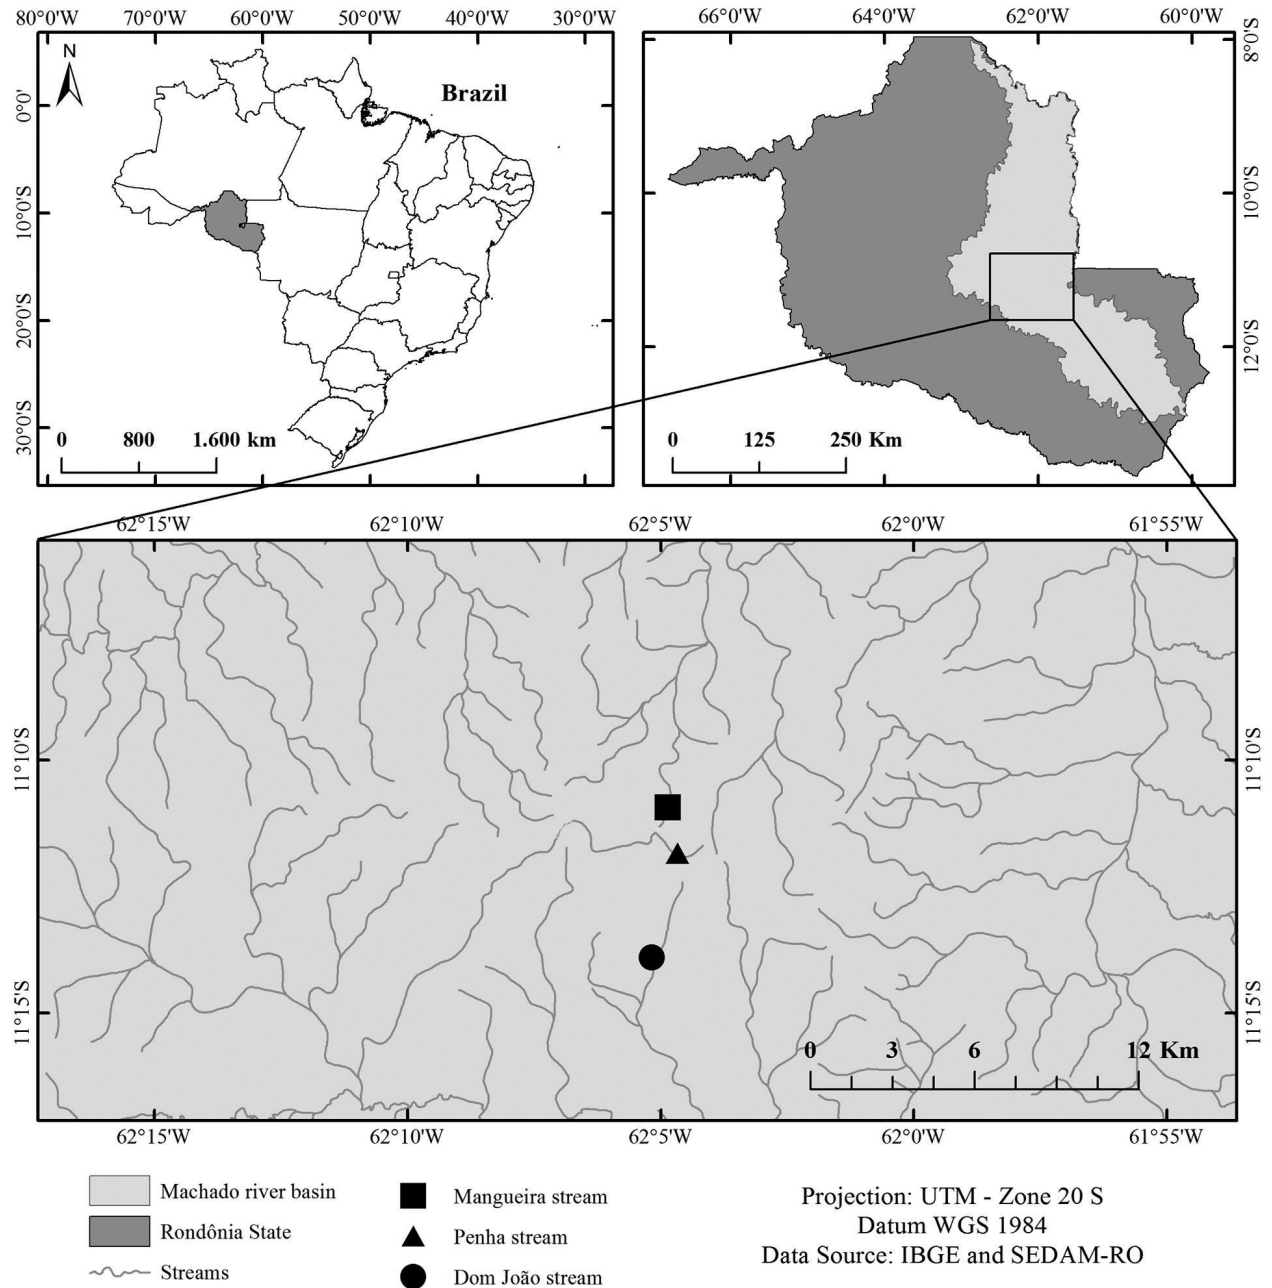 80°0'W 70°0'W 60°0'W 50°0'W 40°0'W 30°0'W
N
Brazil
0°0'
10°0'S
20°0'S
30°0'S
0 800 1.600 km
66°0'W 64°0'W 62°0'W 60°0'W
8°0'S
10°0'S
12°0'S
0 125 250 Km
62°15'W 62°10'W 62°5'W 62°0'W 61°55'W
11°10'S 11°10'S
11°15'S 11°15'S
0 3 6 12 Km
62°15'W 62°10'W 62°5'W 62°0'W 61°55'W
Machado river basin
Rondônia State
Streams
Mangueira stream
Penha stream
Dom João stream
Projection: UTM - Zone 20 S
Datum WGS 1984
Data Source: IBGE and SEDAM-RO